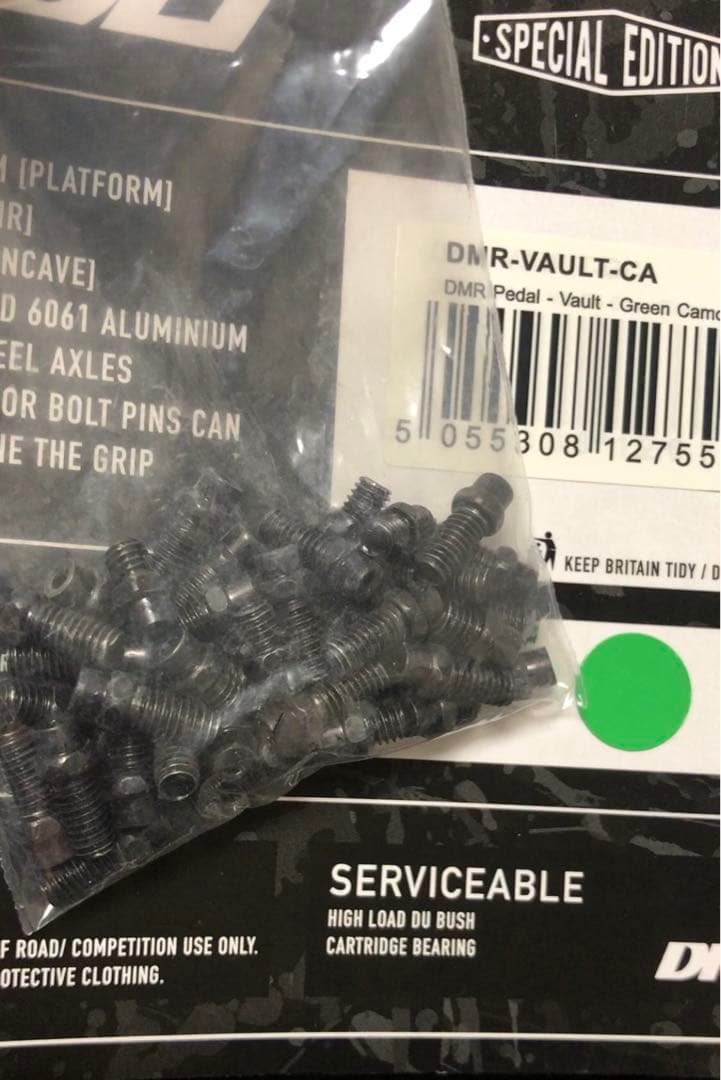 SPECIAL EDITION
[PLATFORM]
NCAVE]
D 6061 ALUMINIUM
EEL AXLES
OR BOLT PINS CAN
NE THE GRIP
DMR-VAULT-CA
DMR Pedal - Vault - Green Camo
5 055308 12755
KEEP BRITAIN TIDY / D
SERVICEABLE
HIGH LOAD DU BUSH
CARTRIDGE BEARING
F ROAD/ COMPETITION USE ONLY.
OTECTIVE CLOTHING.